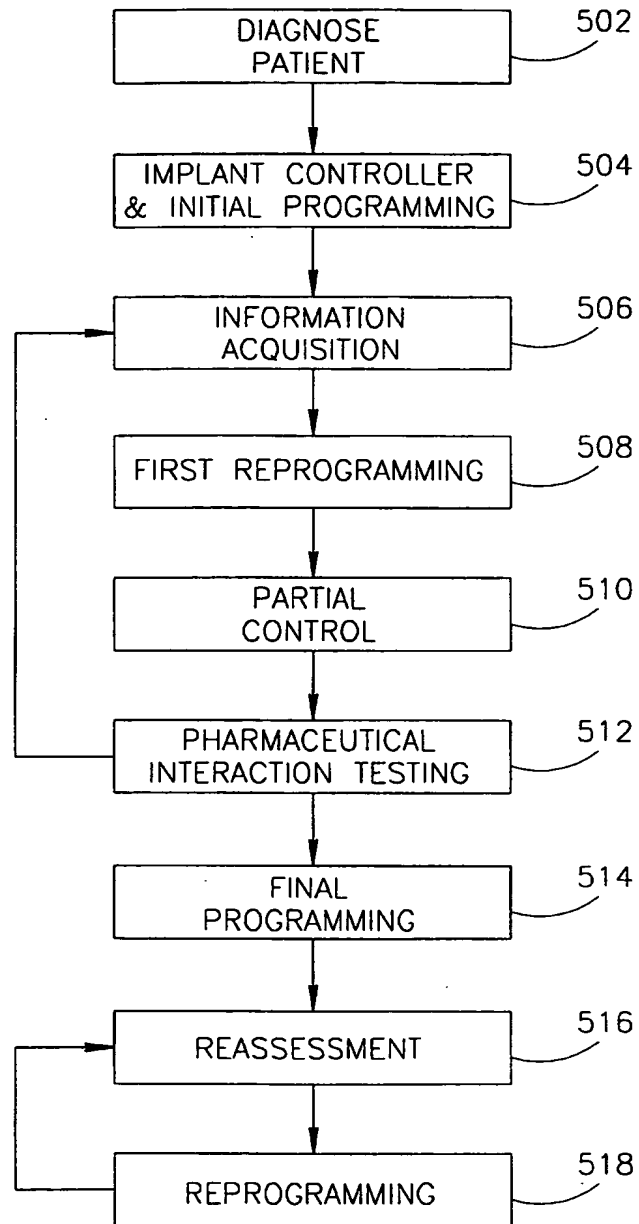 DIAGNOSE
PATIENT
502
IMPLANT CONTROLLER
& INITIAL PROGRAMMING
504
INFORMATION
ACQUISITION
506
FIRST REPROGRAMMING
508
PARTIAL
CONTROL
510
PHARMACEUTICAL
INTERACTION TESTING
512
FINAL
PROGRAMMING
514
REASSESSMENT
516
REPROGRAMMING
518